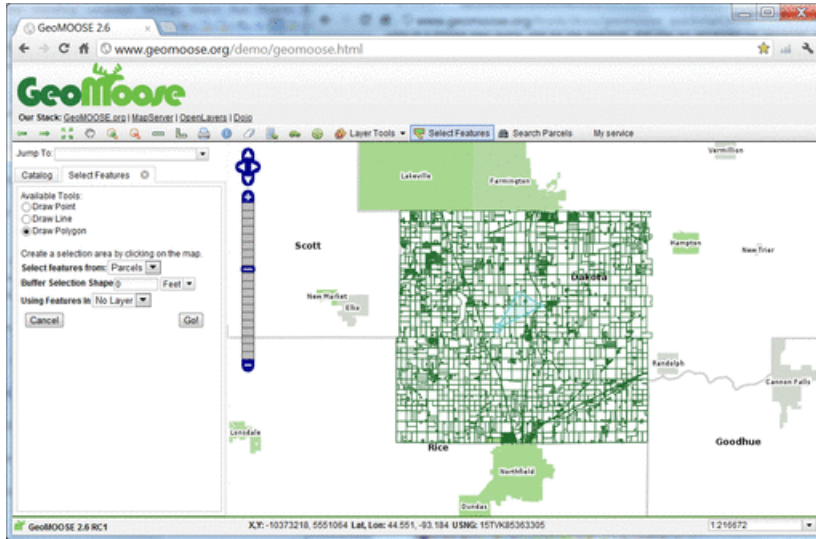 GeoMOOSE 2.6
www.geomoose.org/demo/geomoose.html
GeoMoose
Our Stack: GeoMOOSE.org | MapServer | OpenLayers | Dojo
Layer Tools Select Features Search Parcels My service
Jump To:
Catalog Select Features
Available Tools:
Draw Point
Draw Line
Draw Polygon
Create a selection area by clicking on the map.
Select features from: Parcels
Buffer Selection Shape 0 Feet
Using Features In No Layer
Cancel Go!
Vermillion
Lakeville
Farmington
Hampton
New Trier
Scott
Dakota
New Market
Elko
Randolph
Cannon Falls
Lonsdale
Rice
Goodhue
Northfield
Dundas
GeoMOOSE 2.6 RC1 X,Y: -10373218, 5551064 Lat, Lon: 44.551, -93.184 USNG: 15TVK85363305 1:216672